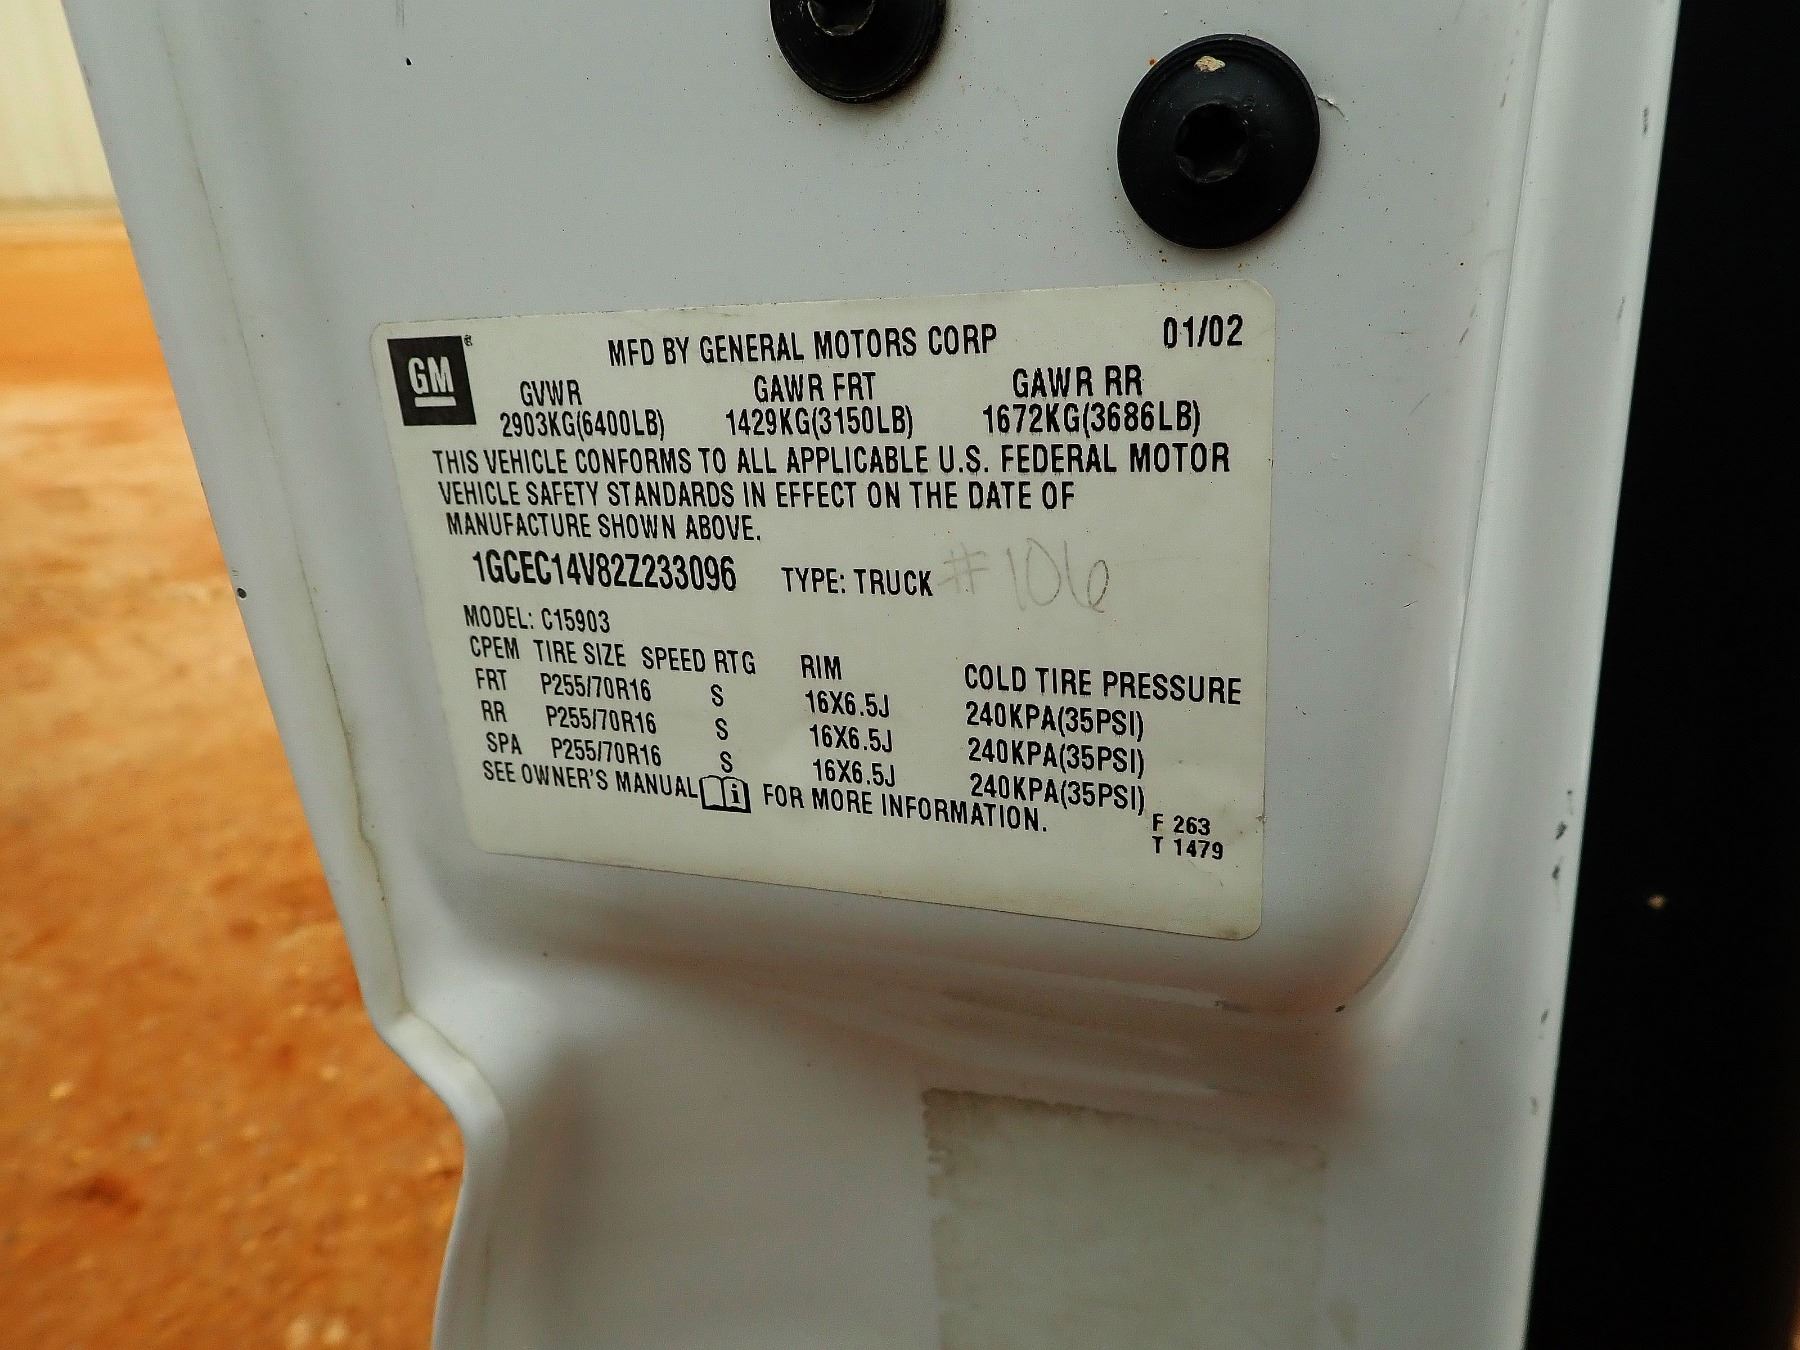 GM®
MFD BY GENERAL MOTORS CORP 01/02
GVWR GAWR FRT GAWR RR
2903KG(6400LB) 1429KG(3150LB) 1672KG(3686LB)
THIS VEHICLE CONFORMS TO ALL APPLICABLE U.S. FEDERAL MOTOR
VEHICLE SAFETY STANDARDS IN EFFECT ON THE DATE OF
MANUFACTURE SHOWN ABOVE.
1GCEC14V82Z233096 TYPE: TRUCK #106
MODEL: C15903
CPEM TIRE SIZE SPEED RTG RIM COLD TIRE PRESSURE
FRT P255/70R16 S 16X6.5J 240KPA(35PSI)
RR P255/70R16 S 16X6.5J 240KPA(35PSI)
SPA P255/70R16 S 16X6.5J 240KPA(35PSI)
SEE OWNER'S MANUAL i FOR MORE INFORMATION.
F 263
T 1479